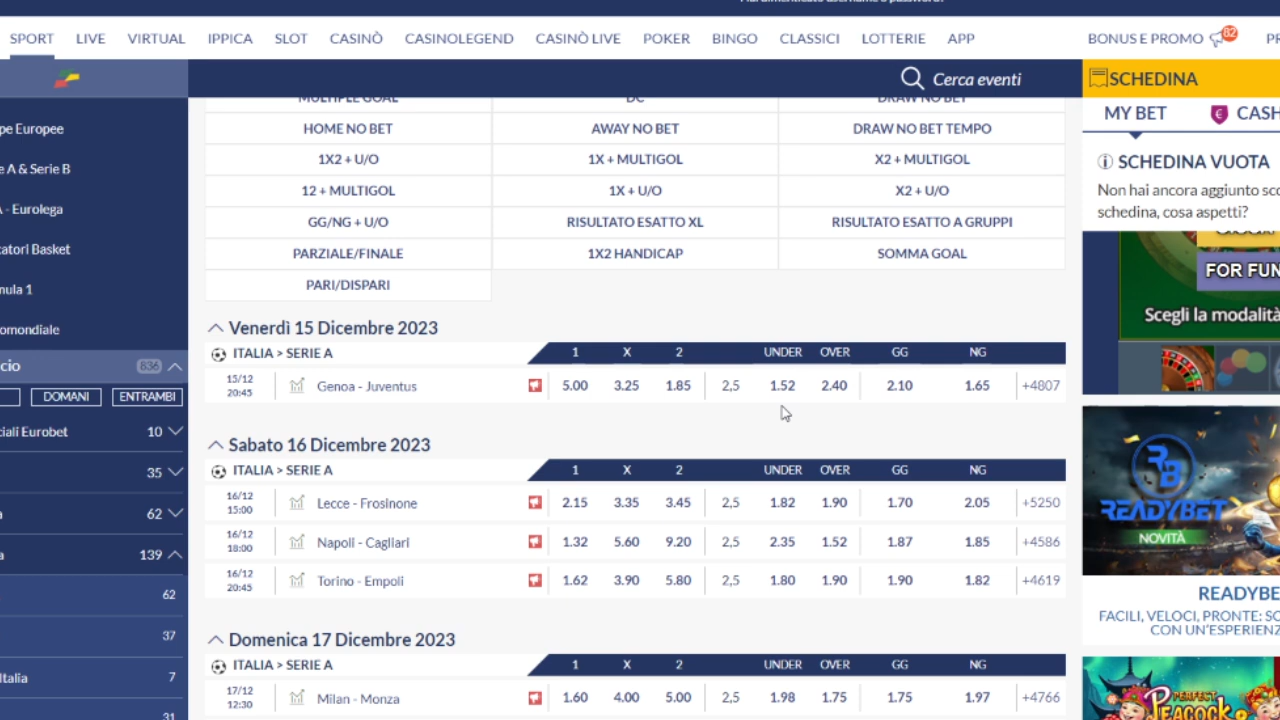 SPORT LIVE VIRTUAL IPPICA SLOT CASINÒ CASINOLEGEND CASINÒ LIVE POKER BINGO CLASSICI LOTTERIE APP BONUS E PROMO 82
Cerca eventi
SCHEDINA
MY BET
SCHEDINA VUOTA
Non hai ancora aggiunto
schedina, cosa aspetti?
FOR
Scegli la modalità
READYBET
NOVITÀ
FACILI, VELOCI, PRONTE:
CON
PERFECT
PEACOCK
Europee
A & Serie B
- Eurolega
Basket
1
836
DOMANI ENTRAMBI
Eurobet 10
35
62
139
62
37
7
31
MULTIPLE GOAL DC DRAW NO BET
HOME NO BET AWAY NO BET DRAW NO BET TEMPO
1X2 + U/O 1X + MULTIGOL X2 + MULTIGOL
12 + MULTIGOL 1X + U/O X2 + U/O
GG/NG + U/O RISULTATO ESATTO XL RISULTATO ESATTO A GRUPPI
PARZIALE/FINALE 1X2 HANDICAP SOMMA GOAL
PARI/DISPARI
Venerdì 15 Dicembre 2023
ITALIA > SERIE A 1 X 2 UNDER OVER GG NG
15/12 20:45 Genoa - Juventus 5.00 3.25 1.85 2,5 1.52 2.40 2.10 1.65 +4807
Sabato 16 Dicembre 2023
ITALIA > SERIE A 1 X 2 UNDER OVER GG NG
16/12 15:00 Lecce - Frosinone 2.15 3.35 3.45 2,5 1.82 1.90 1.70 2.05 +5250
16/12 18:00 Napoli - Cagliari 1.32 5.60 9.20 2,5 2.35 1.52 1.87 1.85 +4586
16/12 20:45 Torino - Empoli 1.62 3.90 5.80 2,5 1.80 1.90 1.90 1.82 +4619
Domenica 17 Dicembre 2023
ITALIA > SERIE A 1 X 2 UNDER OVER GG NG
17/12 12:30 Milan - Monza 1.60 4.00 5.00 2,5 1.98 1.75 1.75 1.97 +4766